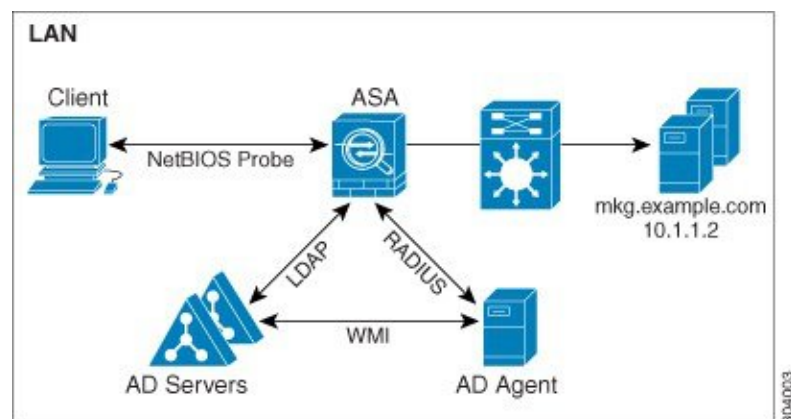 LAN
Client
ASA
NetBIOS Probe
mkg.example.com
10.1.1.2
LDAP
RADIUS
WMI
AD Servers
AD Agent
304003